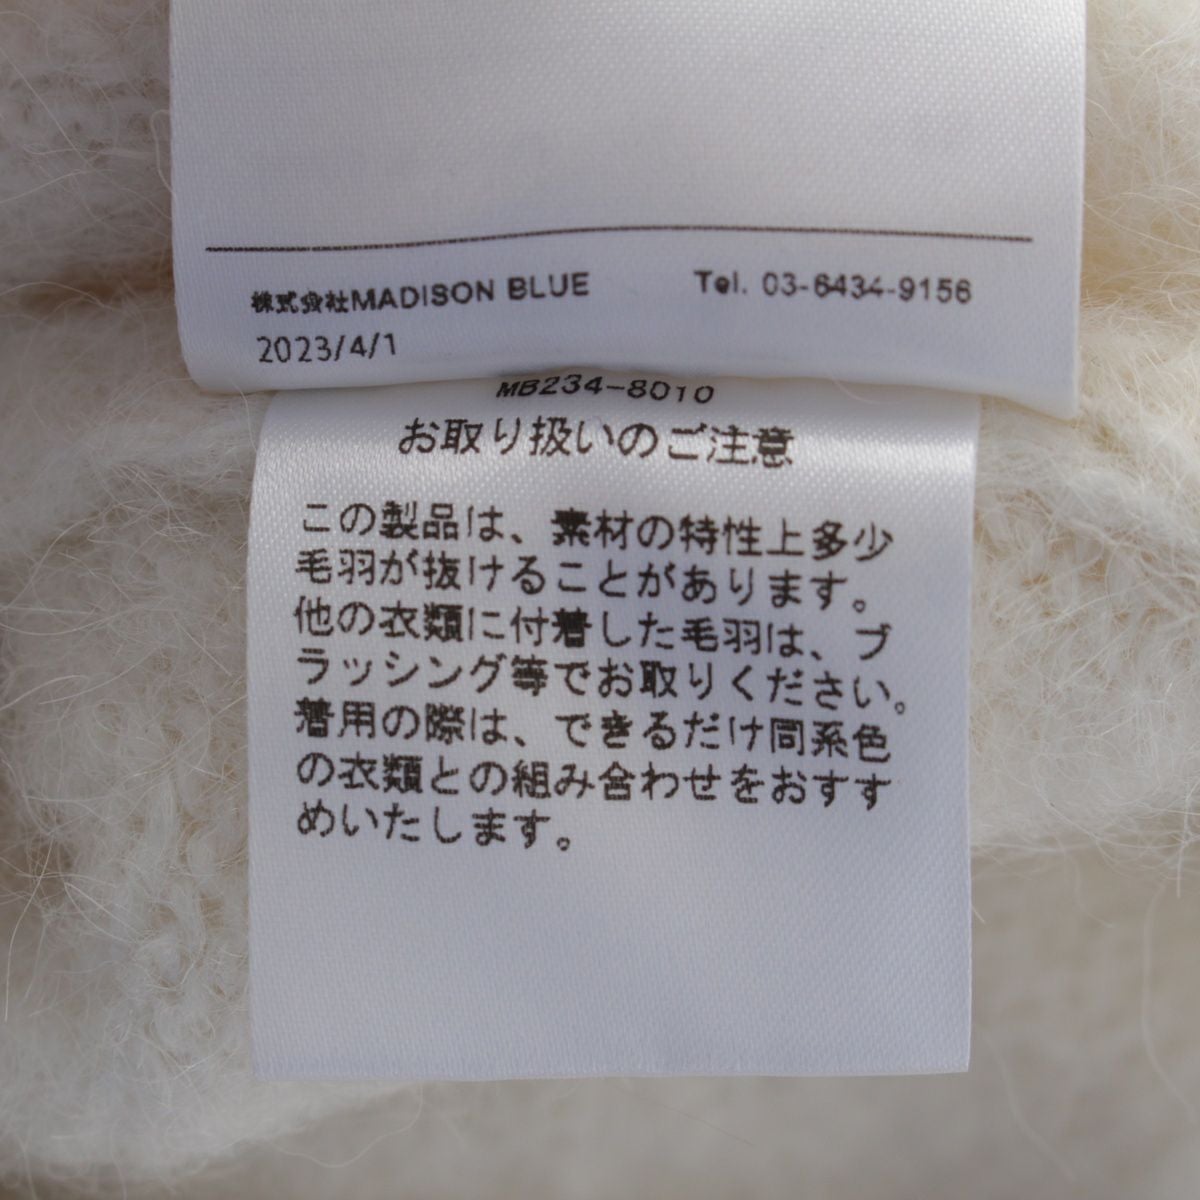 株式会社MADISON BLUE Tel. 03-6434-9156
2023/4/1
MB234-8010
お取り扱いのご注意
この製品は、素材の特性上多少
毛羽が抜けることがあります。
他の衣類に付着した毛羽は、ブ
ラッシング等でお取りください。
着用の際は、できるだけ同系色
の衣類との組み合わせをおすす
めいたします。